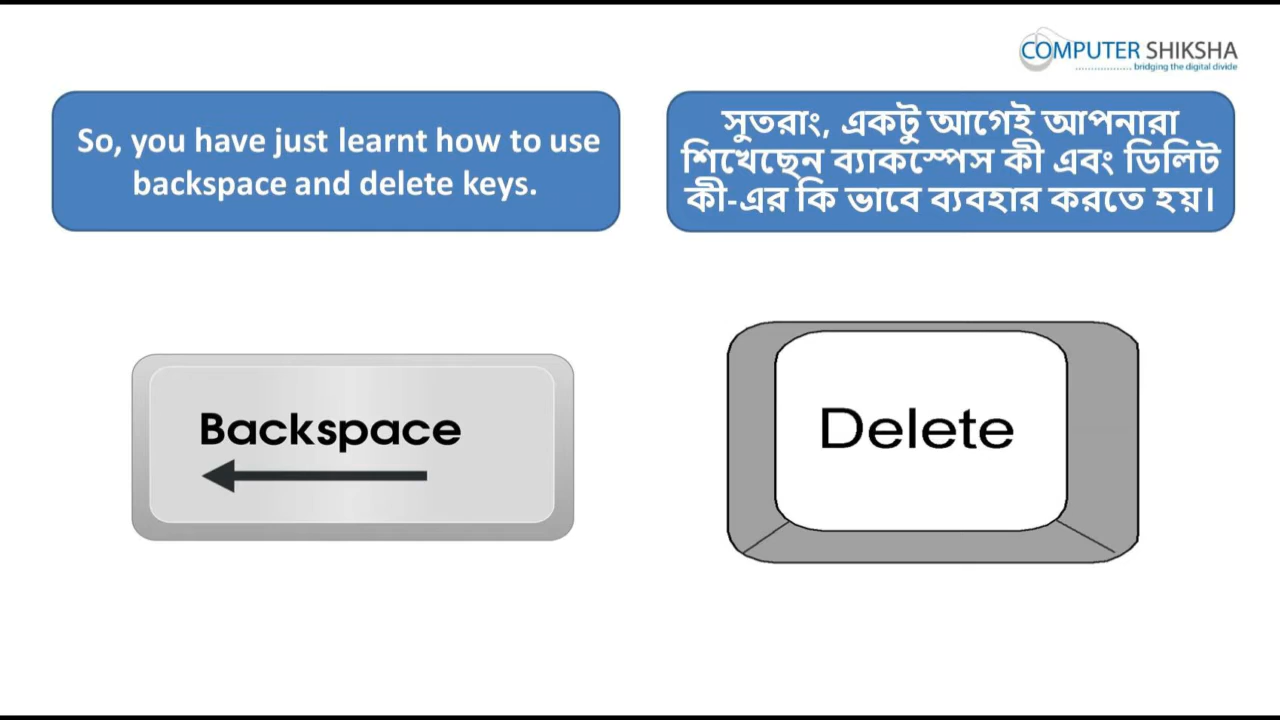 COMPUTER SHIKSHA
bridging the digital divide
So, you have just learnt how to use
backspace and delete keys.
সুতরাং, একটু আগেই আপনারা
শিখেছেন ব্যাকস্পেস কী এবং ডিলিট
কী-এর কি ভাবে ব্যবহার করতে হয়।
Backspace
Delete